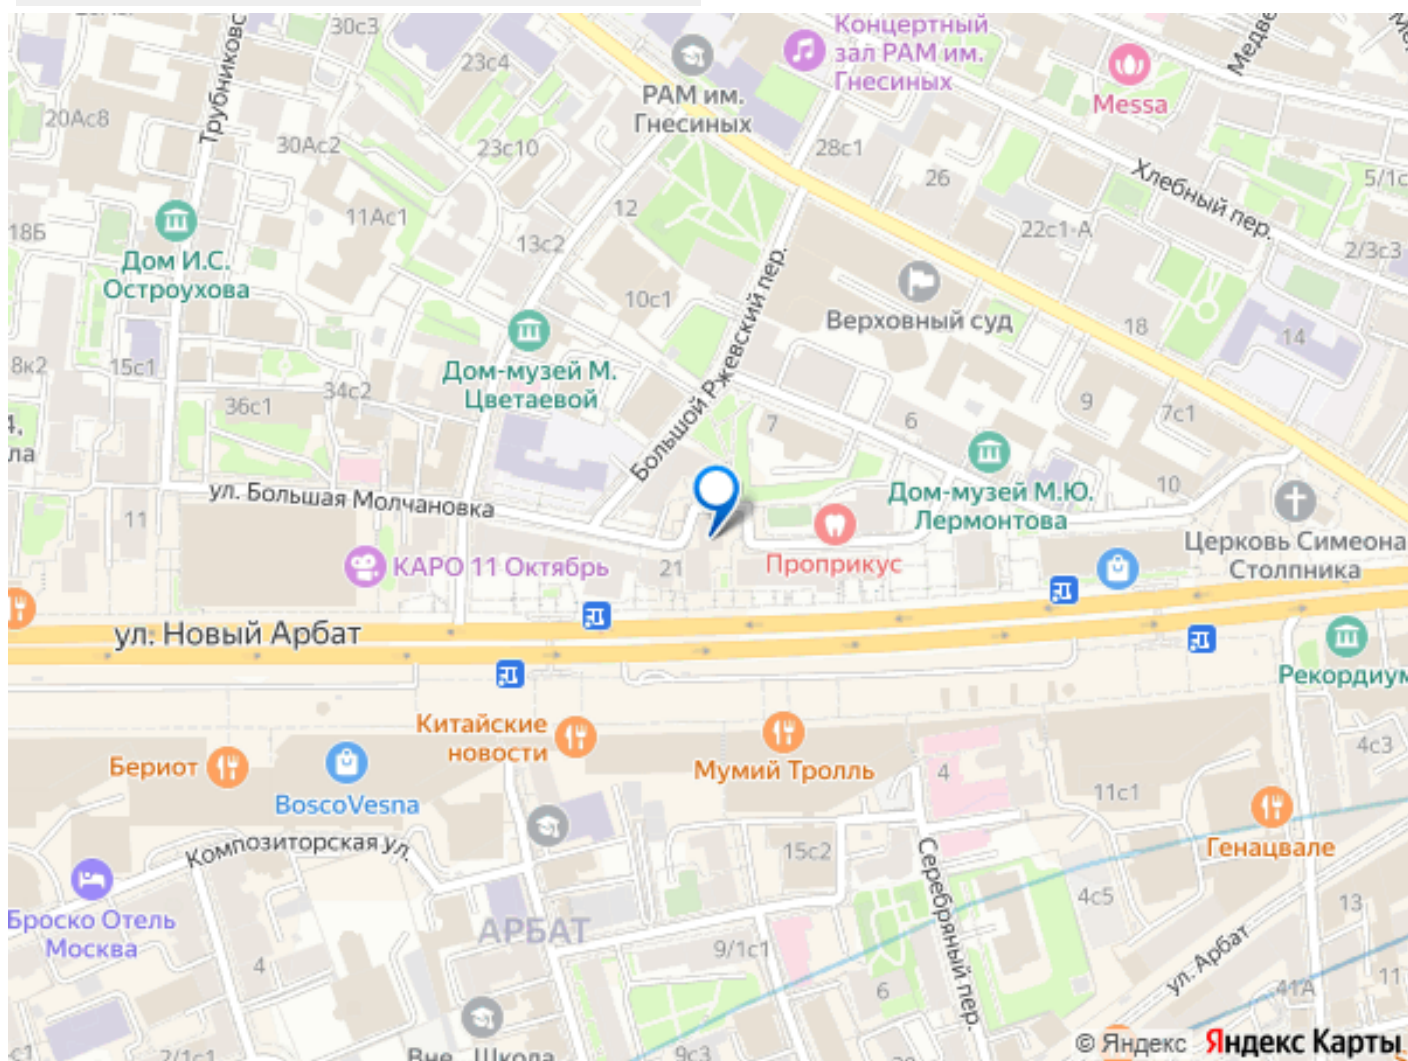 30с3
Концертный
зал РАМ им.
Гнесиных
Медве
23с4
Трубниковс
РАМ им.
Гнесиных
Messa
20Ас8
30Ас2
23с10
28с1
26
Хлебный пер.
5/1с
12
11Ас1
18Б
13с2
22с1-А
2/3с3
Дом И.С.
Остроухова
10с1
Большой Ржевский пер.
Верховный суд
18
14
8к2
15с1
34с2
Дом-музей М.
Цветаевой
36с1
9
7с1
7
6
4,
ла
ул. Большая Молчановка
Дом-музей М.Ю.
Лермонтова
10
11
Церковь Симеона
Столпника
КАРО 11 Октябрь
21
Проприкус
ул. Новый Арбат
Рекордиум
Китайские
новости
Бериот
Мумий Тролль
4
4с3
BoscoVesna
11с1
Композиторская ул.
15с2
Генацвале
Серебряный пер.
Броско Отель
Москва
АРБАТ
4с5
13
9/1с1
ул. Арбат
4
6
41А
11
2/1с1
Вне
Школа
9с3
© Яндекс Яндекс Карты